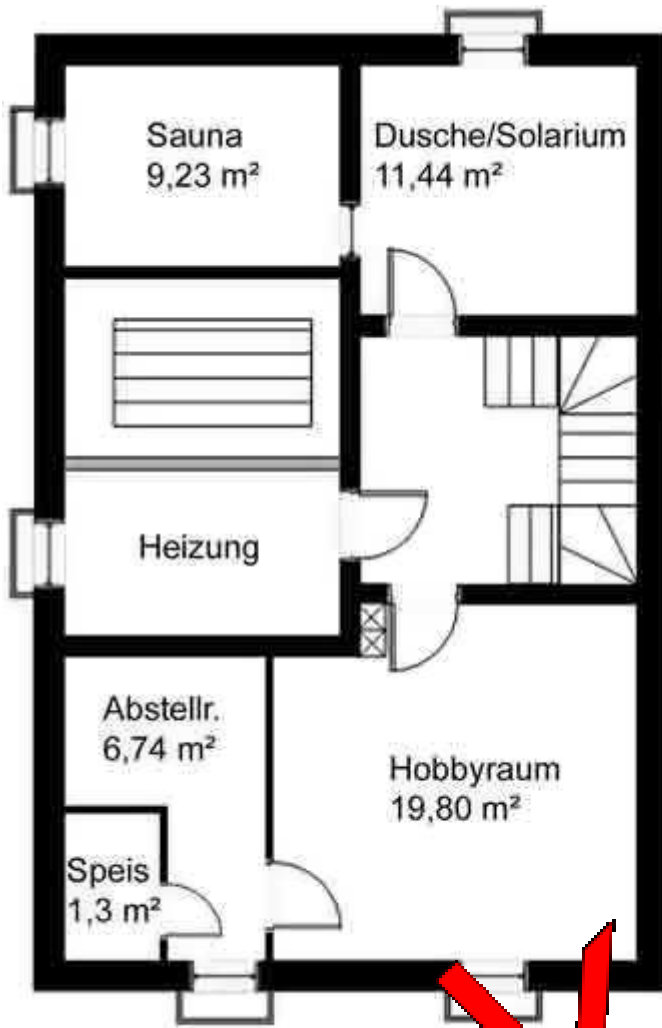 Sauna
9,23 m²
Dusche/Solarium
11,44 m²
Heizung
Abstellr.
6,74 m²
Hobbyraum
19,80 m²
Speis
1,3 m²